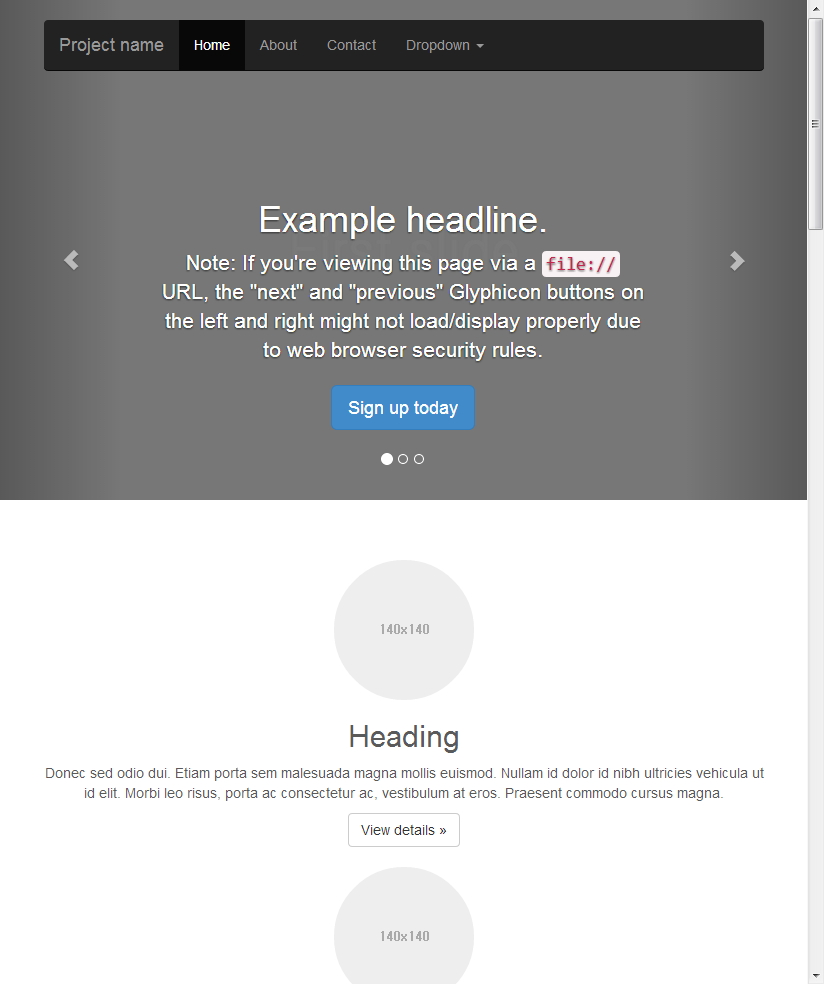 Project name Home About Contact Dropdown
Example headline.
First slide
Note: If you're viewing this page via a file://
URL, the "next" and "previous" Glyphicon buttons on
the left and right might not load/display properly due
to web browser security rules.
Sign up today
140x140
Heading
Donec sed odio dui. Etiam porta sem malesuada magna mollis euismod. Nullam id dolor id nibh ultricies vehicula ut
id elit. Morbi leo risus, porta ac consectetur ac, vestibulum at eros. Praesent commodo cursus magna.
View details »
140x140